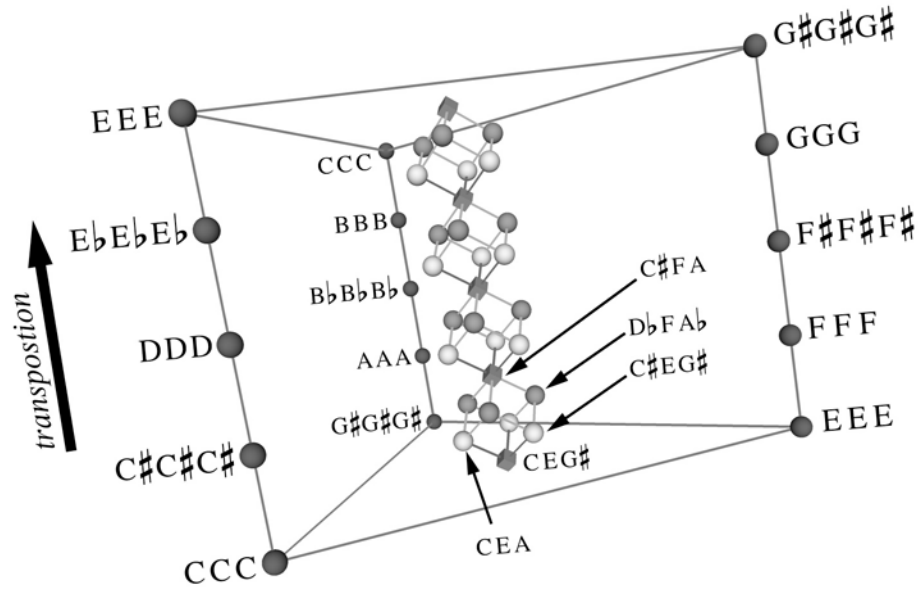 G♯G♯G♯
EEE
CCC
GGG
BBB
E♭E♭E♭
F♯F♯F♯
C♯FA
B♭B♭B♭
D♭FA♭
FFF
DDD
AAA
C♯EG♯
transpostion
G♯G♯G♯
EEE
C♯C♯C♯
CEG♯
CEA
CCC